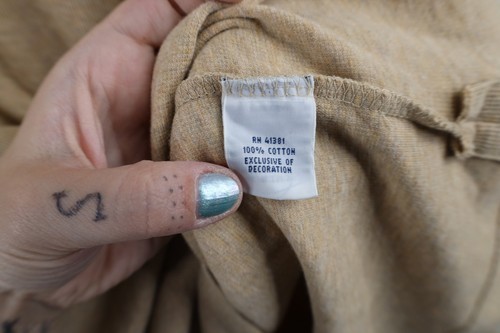 RN 41381
100% COTTON
EXCLUSIVE OF
DECORATION